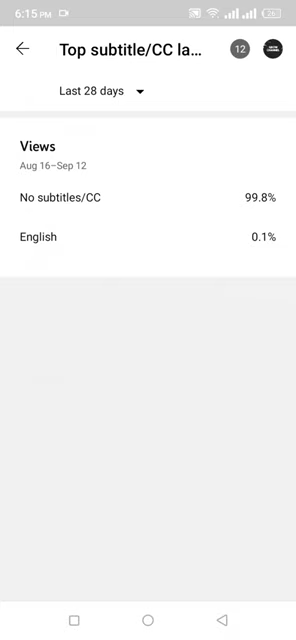 6:15 PM
Top subtitle/CC la...
12
Last 28 days
Views
Aug 16–Sep 12
No subtitles/CC 99.8%
English 0.1%